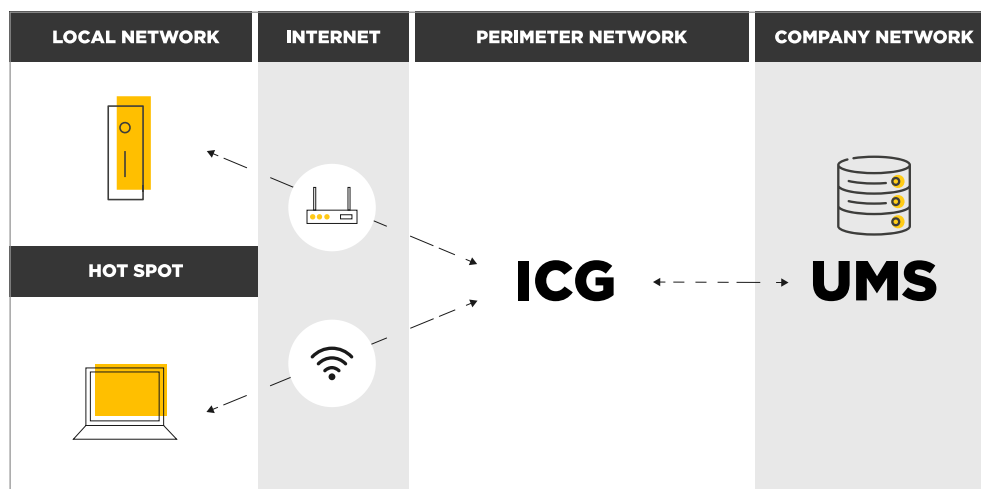 LOCAL NETWORK
INTERNET
PERIMETER NETWORK
COMPANY NETWORK
HOT SPOT
ICG
UMS